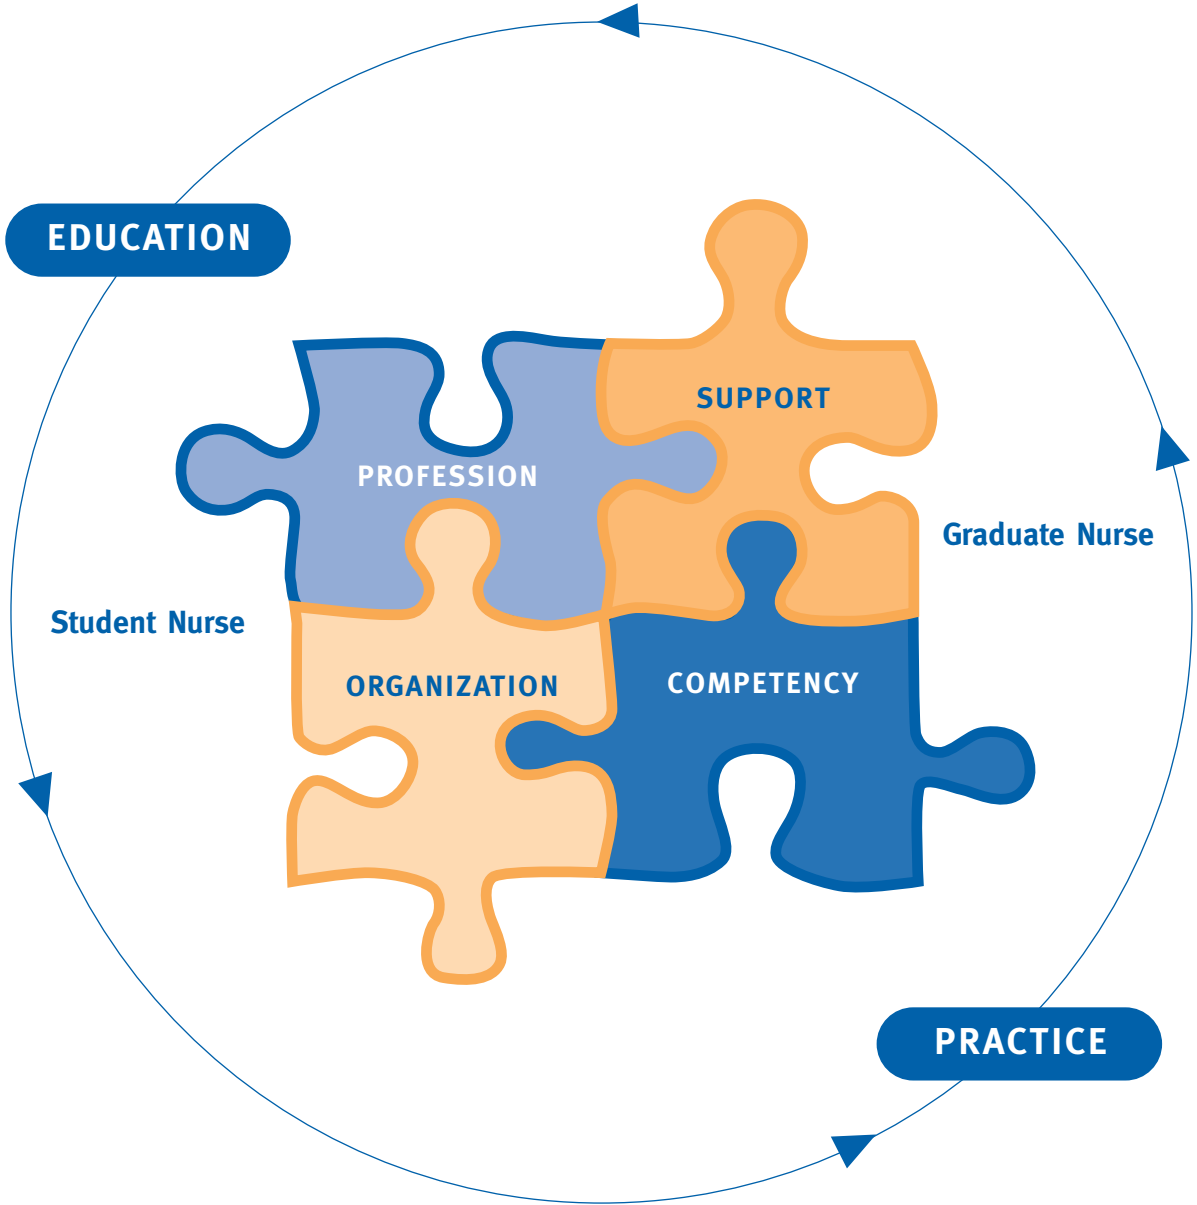 EDUCATION
SUPPORT
PROFESSION
Graduate Nurse
Student Nurse
ORGANIZATION
COMPETENCY
PRACTICE